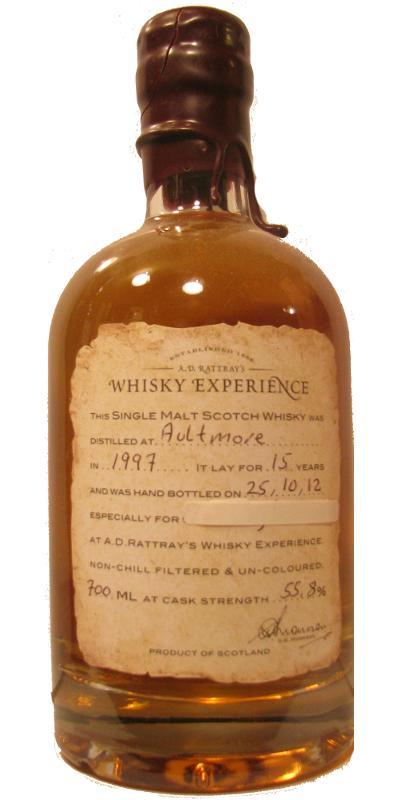 ESTABLISHED 1868
A.D. RATTRAY'S
WHISKY EXPERIENCE
THIS SINGLE MALT SCOTCH WHISKY WAS
DISTILLED AT Aultmore
IN 1997 IT LAY FOR 15 YEARS
AND WAS HAND BOTTLED ON 25.10.12
ESPECIALLY FOR
AT A.D.RATTRAY'S WHISKY EXPERIENCE.
NON-CHILL FILTERED & UN-COLOURED.
700 ML AT CASK STRENGTH 55.8%
PRODUCT OF SCOTLAND